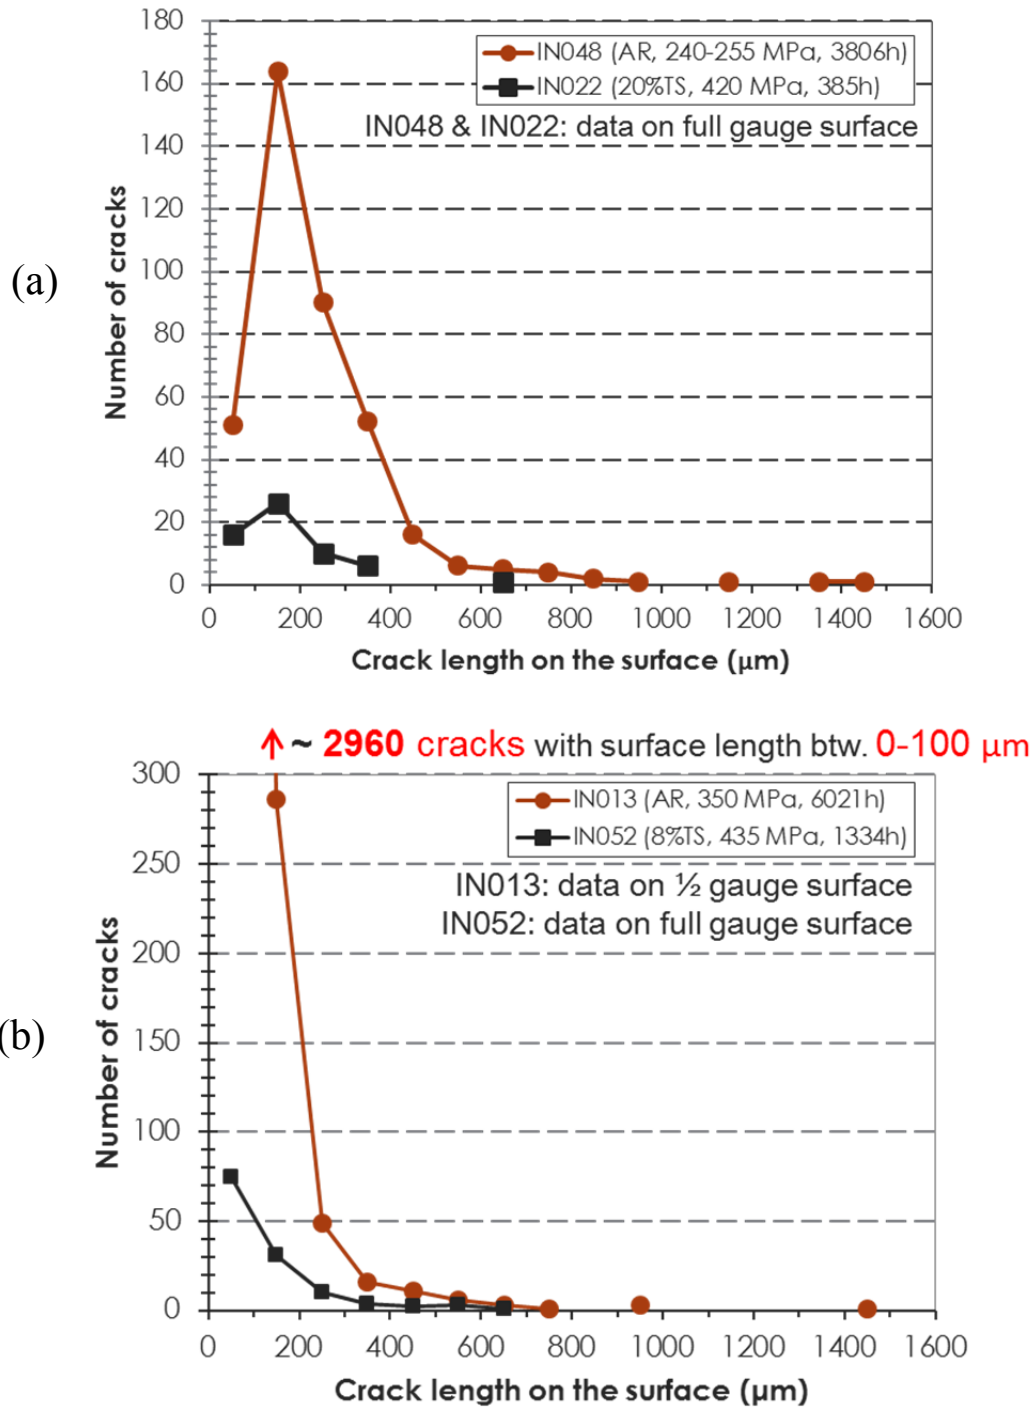 (a)
Number of cracks
180
160
140
120
100
80
60
40
20
0
IN048 (AR, 240-255 MPa, 3806h)
IN022 (20%TS, 420 MPa, 385h)
IN048 & IN022: data on full gauge surface
0 200 400 600 800 1000 1200 1400 1600
Crack length on the surface (µm)
(b)
↑ ~ 2960 cracks with surface length btw. 0-100 µm
Number of cracks
300
250
200
150
100
50
0
IN013 (AR, 350 MPa, 6021h)
IN052 (8%TS, 435 MPa, 1334h)
IN013: data on ½ gauge surface
IN052: data on full gauge surface
0 200 400 600 800 1000 1200 1400 1600
Crack length on the surface (µm)